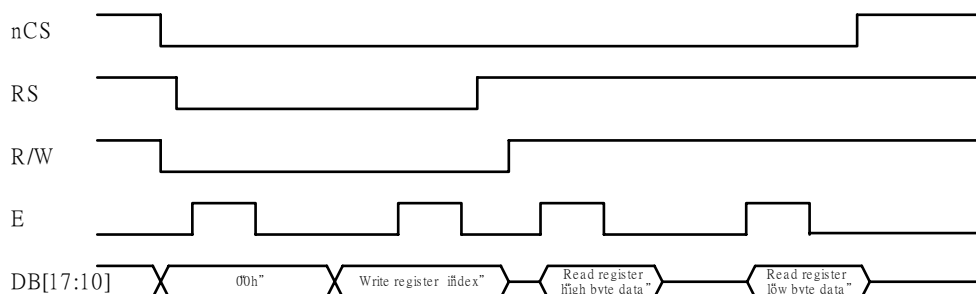 nCS
RS
R/W
E
DB[17:10]
"00h"
Write register "index"
Read register
"high byte data"
Read register
"low byte data"